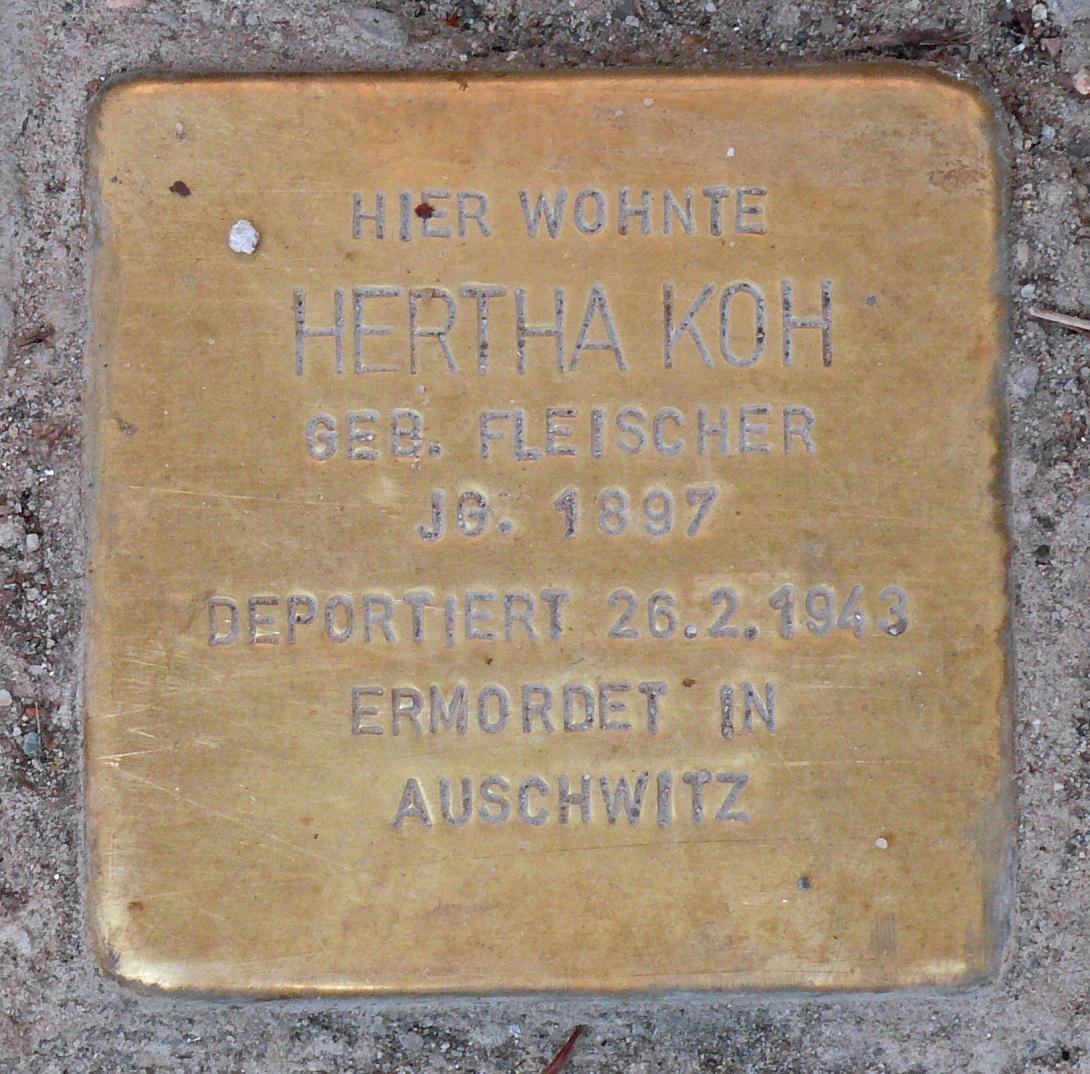 HIER WOHNTE
HERTHA KOH
GEB. FLEISCHER
JG. 1897
DEPORTIERT 26.2.1943
ERMORDET IN
AUSCHWITZ